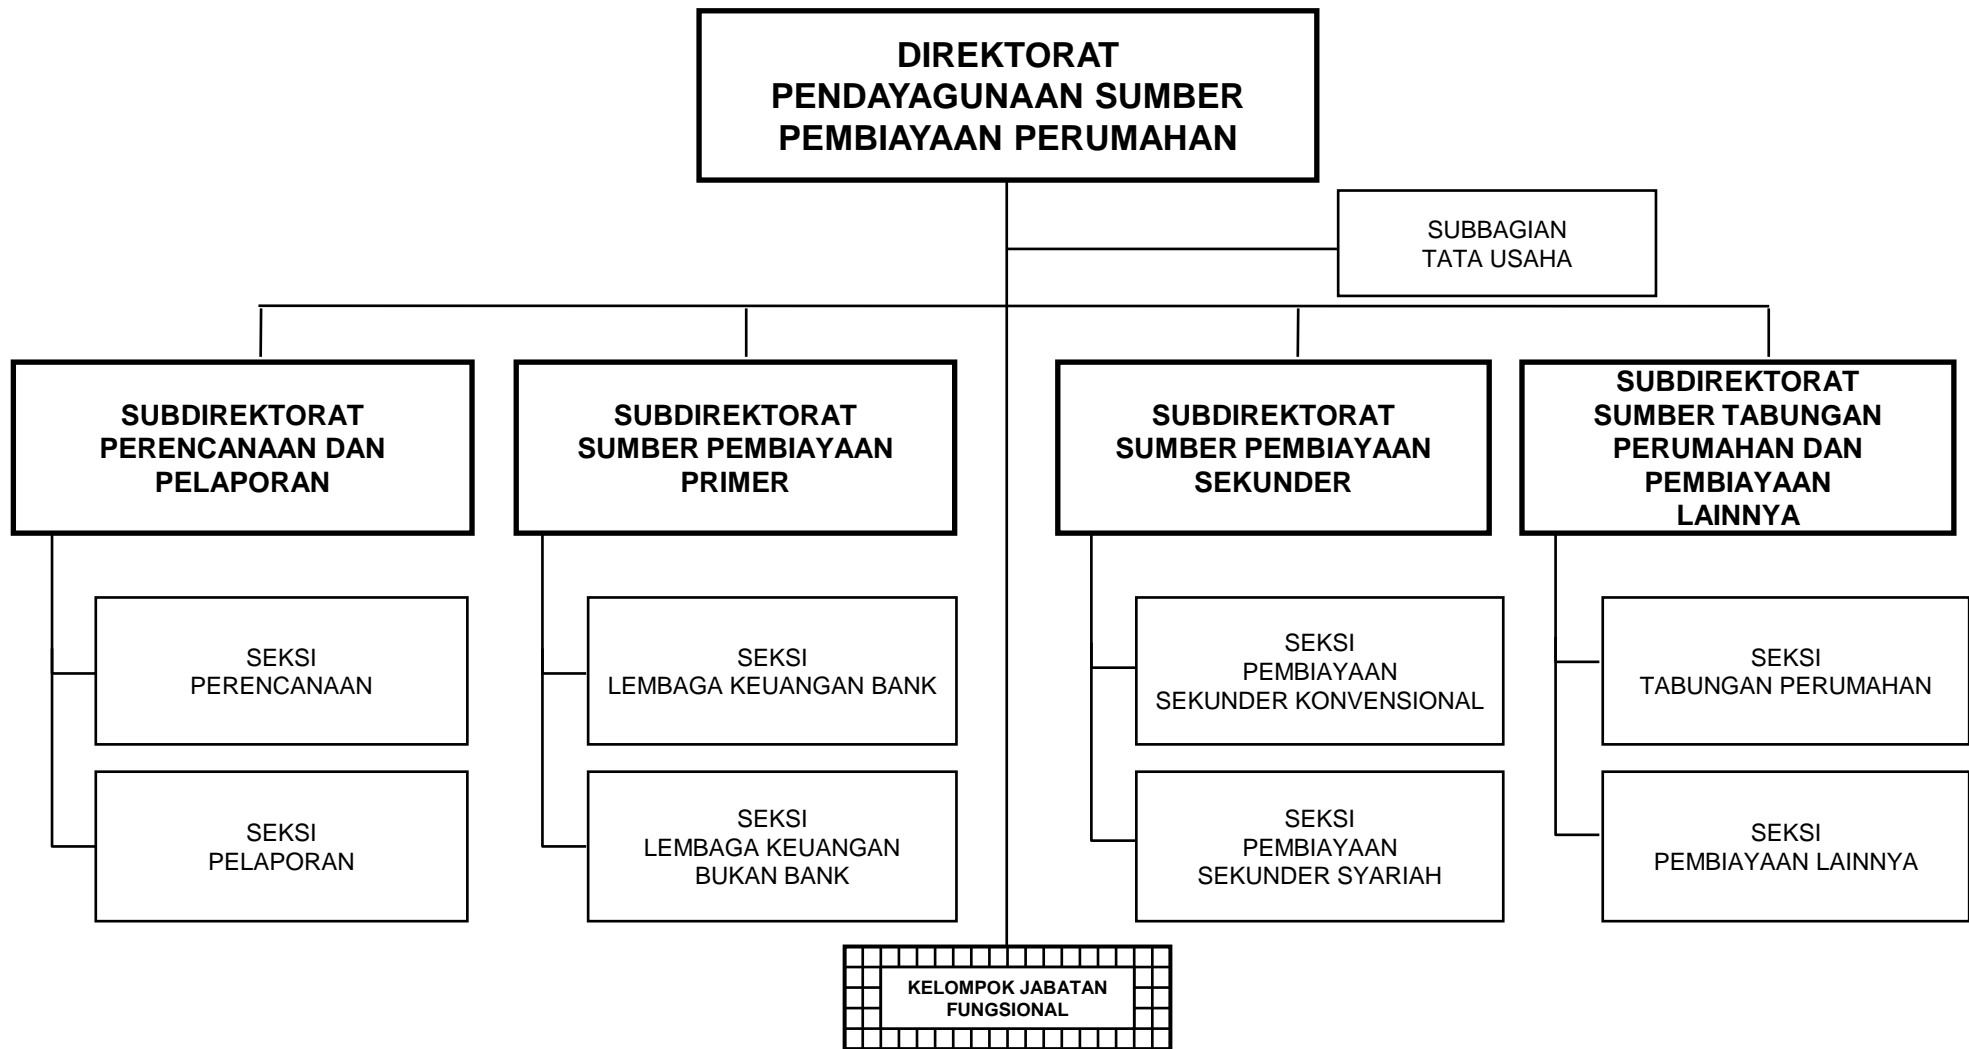 DIREKTORAT
PENDAYAGUNAAN SUMBER
PEMBIAYAAN PERUMAHAN
SUBBAGIAN
TATA USAHA
SUBDIREKTORAT
PERENCANAAN DAN
PELAPORAN
SUBDIREKTORAT
SUMBER PEMBIAYAAN
PRIMER
SUBDIREKTORAT
SUMBER PEMBIAYAAN
SEKUNDER
SUBDIREKTORAT
SUMBER TABUNGAN
PERUMAHAN DAN
PEMBIAYAAN
LAINNYA
SEKSI
PERENCANAAN
SEKSI
LEMBAGA KEUANGAN BANK
SEKSI
PEMBIAYAAN
SEKUNDER KONVENSIONAL
SEKSI
TABUNGAN PERUMAHAN
SEKSI
PELAPORAN
SEKSI
LEMBAGA KEUANGAN
BUKAN BANK
SEKSI
PEMBIAYAAN
SEKUNDER SYARIAH
SEKSI
PEMBIAYAAN LAINNYA
KELOMPOK JABATAN
FUNGSIONAL